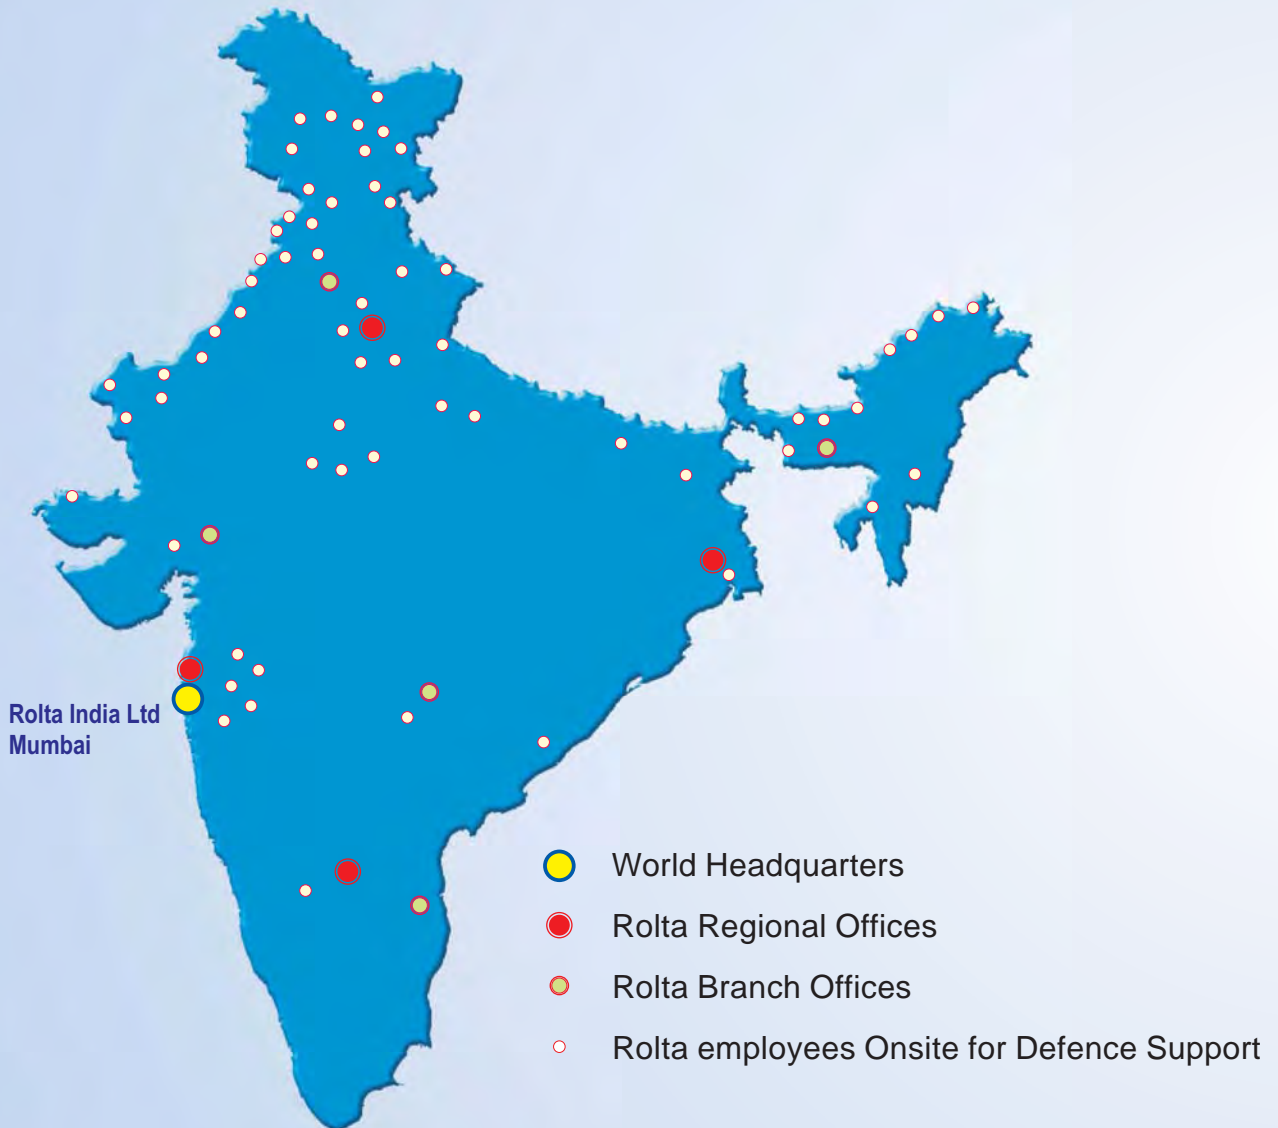 Rolta India Ltd
Mumbai
World Headquarters
Rolta Regional Offices
Rolta Branch Offices
Rolta employees Onsite for Defence Support